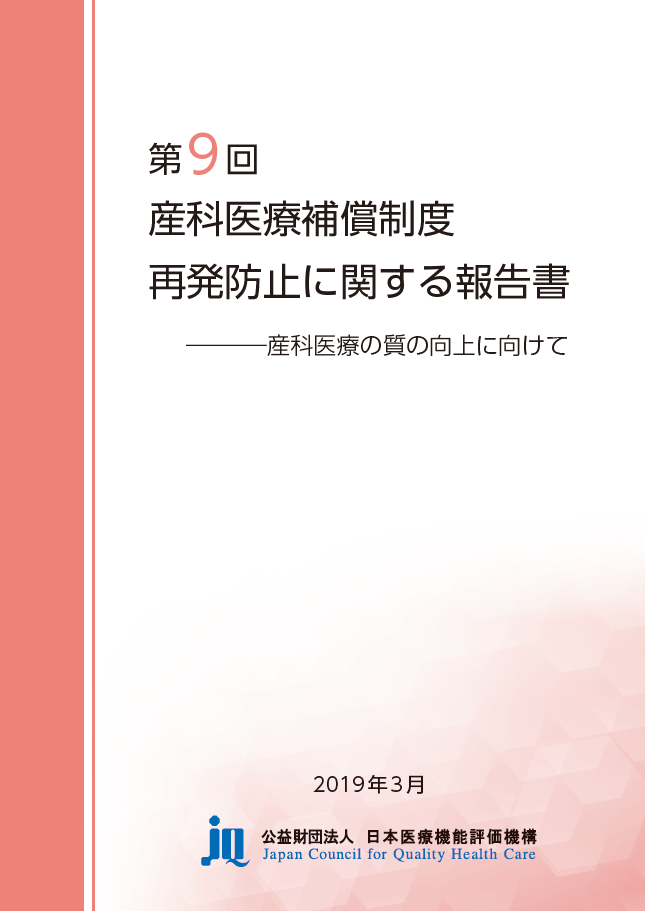 第9回
産科医療補償制度
再発防止に関する報告書
————産科医療の質の向上に向けて
2019年3月
jQ 公益財団法人 日本医療機能評価機構
Japan Council for Quality Health Care